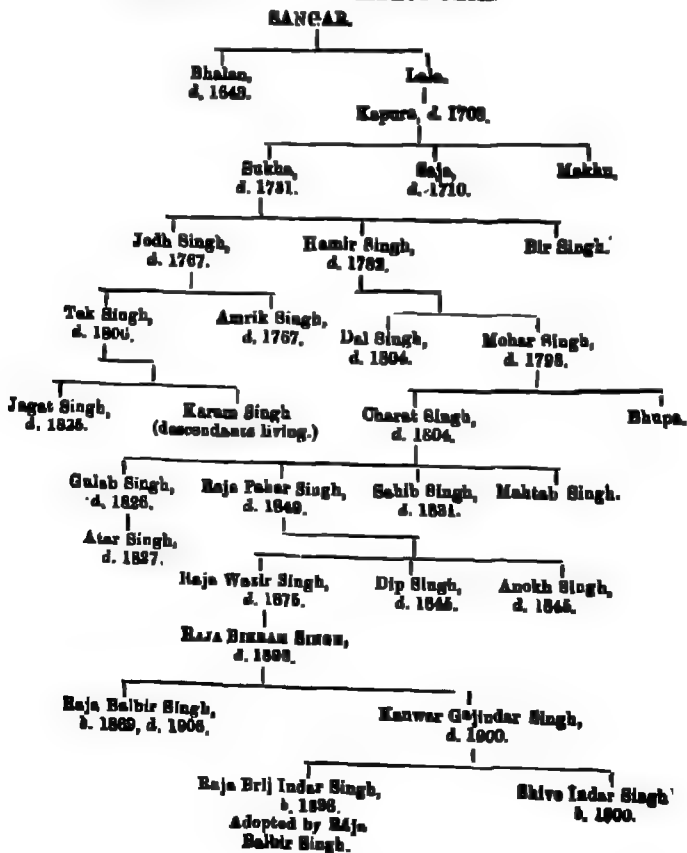 SANGAR.
Bhalan, Lala.
d. 1643.
Kapura, d. 1708.
Sukha, Saja, Makhu.
d. 1731. d. 1710.
Jodh Singh, Hamir Singh, Bir Singh.
d. 1767. d. 1782.
Tek Singh, Amrik Singh, Dal Singh, Mohar Singh,
d. 1806. d. 1767. d. 1804. d. 1798.
Jagat Singh, Karam Singh Charat Singh, Bhupa.
d. 1825. (descendants living.) d. 1804.
Gulab Singh, Raja Pahar Singh, Sahib Singh, Mahtab Singh.
d. 1826. d. 1849. d. 1831.
Atar Singh,
d. 1827.
Raja Wazir Singh, Dip Singh, Anokh Singh,
d. 1875. d. 1845. d. 1845.
RAJA BIKRAM SINGH,
d. 1898.
Raja Balbir Singh, Kanwar Gajindar Singh,
b. 1869, d. 1906. d. 1900.
Raja Brij Indar Singh, Shivo Indar Singh
b. 1896. b. 1900.
Adopted by Raja
Balbir Singh.